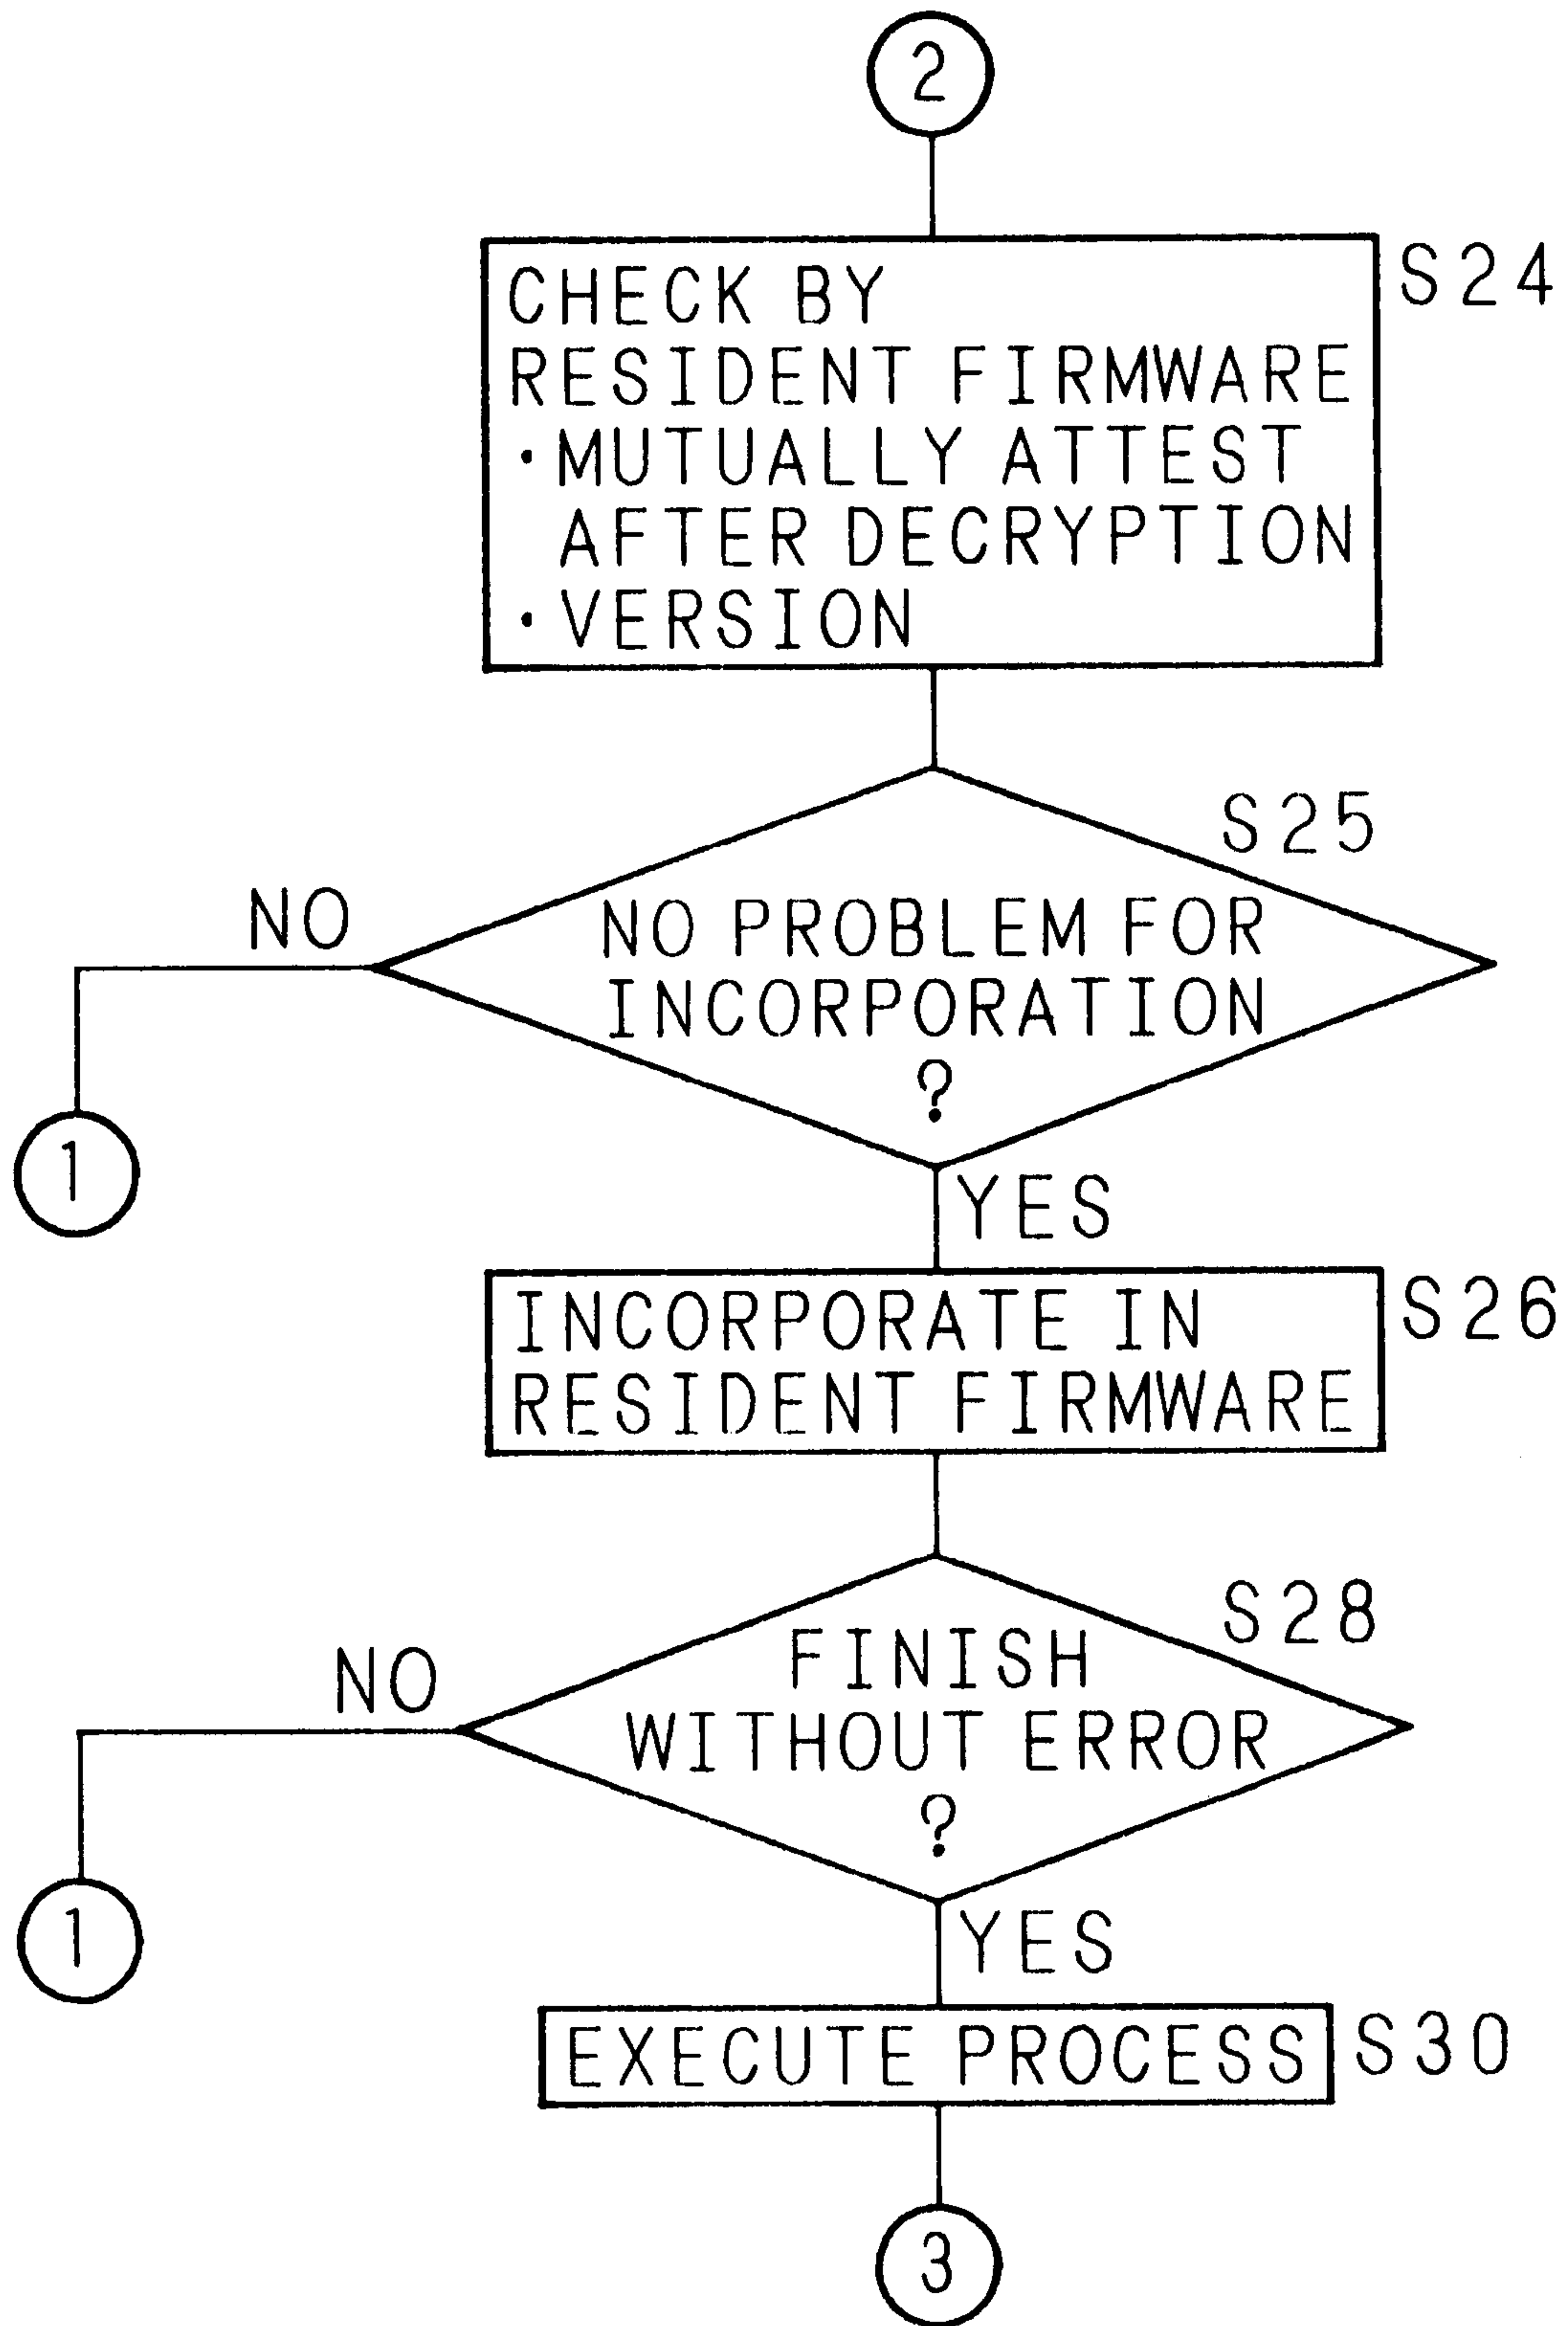 2
CHECK BY
S24
RESIDENT FIRMWARE
·MUTUALLY ATTEST
AFTER DECRYPTION
·VERSION
S25
NO
NO PROBLEM FOR
INCORPORATION
?
1
YES
INCORPORATE IN
S26
RESIDENT FIRMWARE
S28
FINISH
NO
WITHOUT ERROR
?
1
YES
EXECUTE PROCESS
S30
3